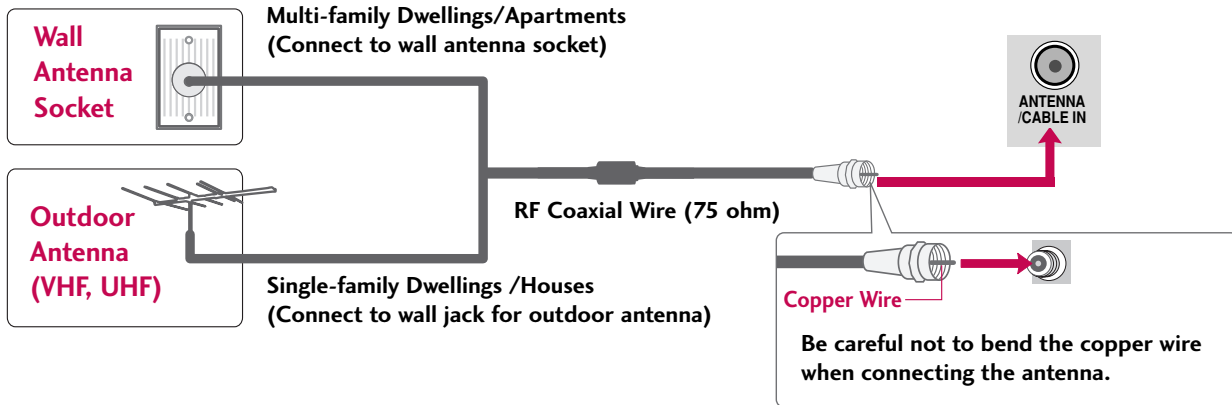 Wall
Antenna
Socket
Multi-family Dwellings/Apartments
(Connect to wall antenna socket)
ANTENNA
/CABLE IN
Outdoor
Antenna
(VHF, UHF)
RF Coaxial Wire (75 ohm)
Single-family Dwellings /Houses
(Connect to wall jack for outdoor antenna)
Copper Wire
Be careful not to bend the copper wire
when connecting the antenna.